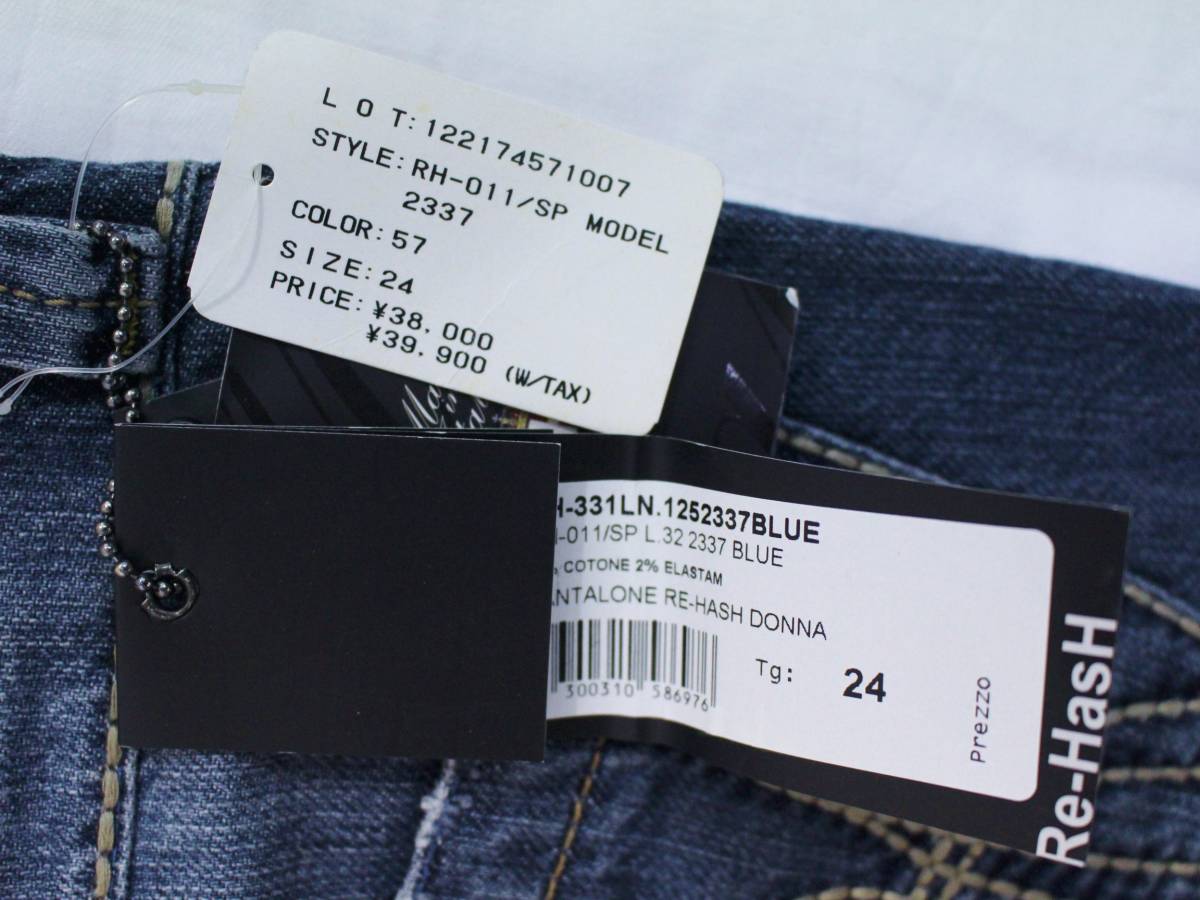 L O T:122174571007
STYLE:RH-011/SP MODEL
2337
COLOR:57
SIZE:24
PRICE:¥38.000
¥39.900 (W/TAX)
H-331LN.1252337BLUE
-011/SP L.32 2337 BLUE
COTONE 2% ELASTAM
ANTALONE RE-HASH DONNA
300310 586976
Tg: 24
Prezzo
Re-HasH